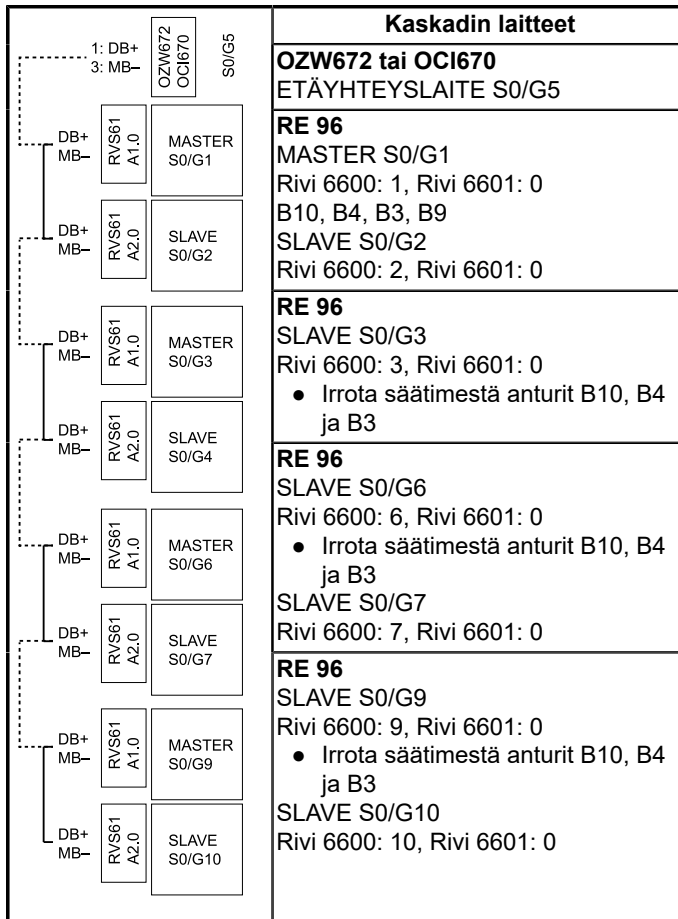 Kaskadin laitteet
1: DB+
3: MB–
OZW672
OCI670
S0/G5
OZW672 tai OCI670
ETÄYHTEYSLAITE S0/G5
DB+
MB–
RVS61
A1.0
MASTER
S0/G1
DB+
MB–
RVS61
A2.0
SLAVE
S0/G2
RE 96
MASTER S0/G1
Rivi 6600: 1, Rivi 6601: 0
B10, B4, B3, B9
SLAVE S0/G2
Rivi 6600: 2, Rivi 6601: 0
DB+
MB–
RVS61
A1.0
MASTER
S0/G3
DB+
MB–
RVS61
A2.0
SLAVE
S0/G4
RE 96
SLAVE S0/G3
Rivi 6600: 3, Rivi 6601: 0
● Irrota säätimestä anturit B10, B4
ja B3
DB+
MB–
RVS61
A1.0
MASTER
S0/G6
DB+
MB–
RVS61
A2.0
SLAVE
S0/G7
RE 96
SLAVE S0/G6
Rivi 6600: 6, Rivi 6601: 0
● Irrota säätimestä anturit B10, B4
ja B3
SLAVE S0/G7
Rivi 6600: 7, Rivi 6601: 0
DB+
MB–
RVS61
A1.0
MASTER
S0/G9
DB+
MB–
RVS61
A2.0
SLAVE
S0/G10
RE 96
SLAVE S0/G9
Rivi 6600: 9, Rivi 6601: 0
● Irrota säätimestä anturit B10, B4
ja B3
SLAVE S0/G10
Rivi 6600: 10, Rivi 6601: 0